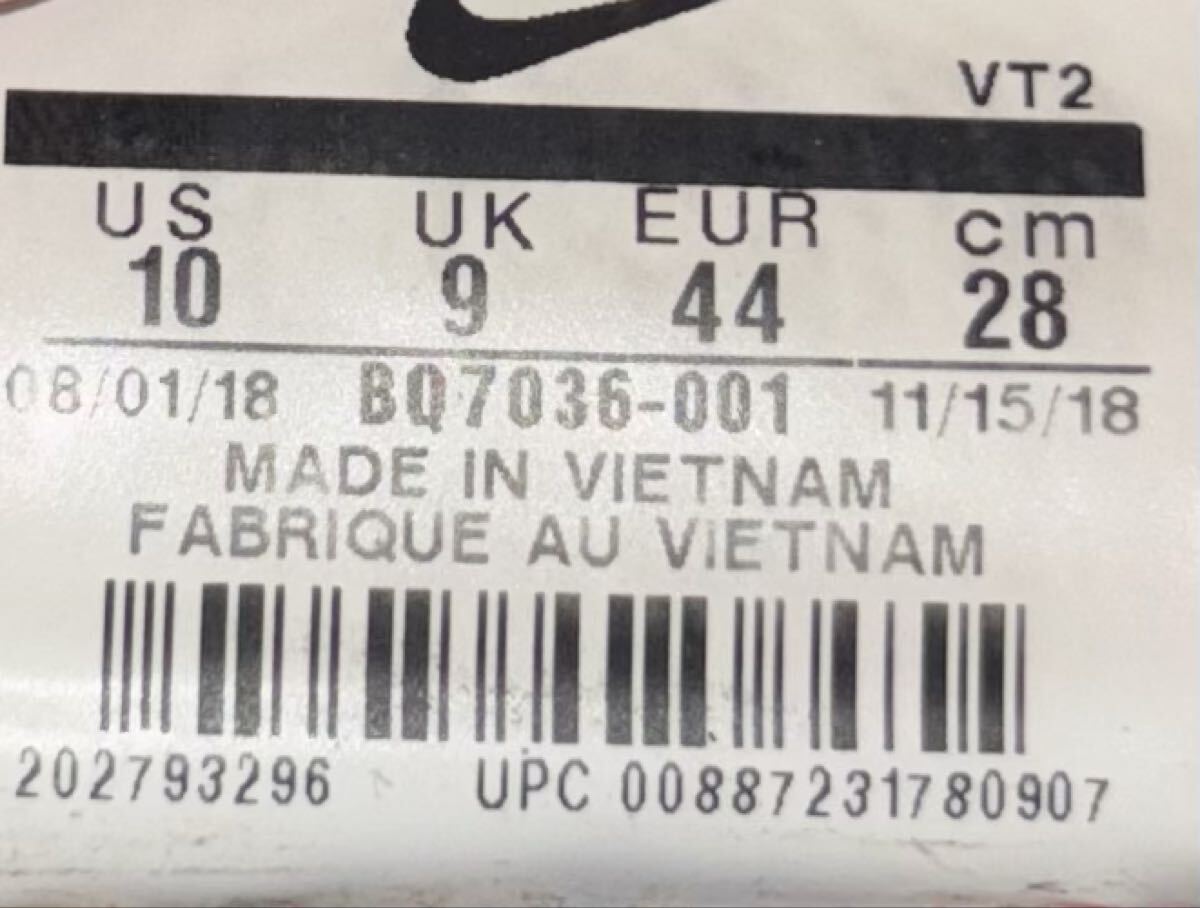 VT2
US UK EUR cm
10 9 44 28
08/01/18 BQ7036-001 11/15/18
MADE IN VIETNAM
FABRIQUE AU VIETNAM
202793296 UPC 00887231780907